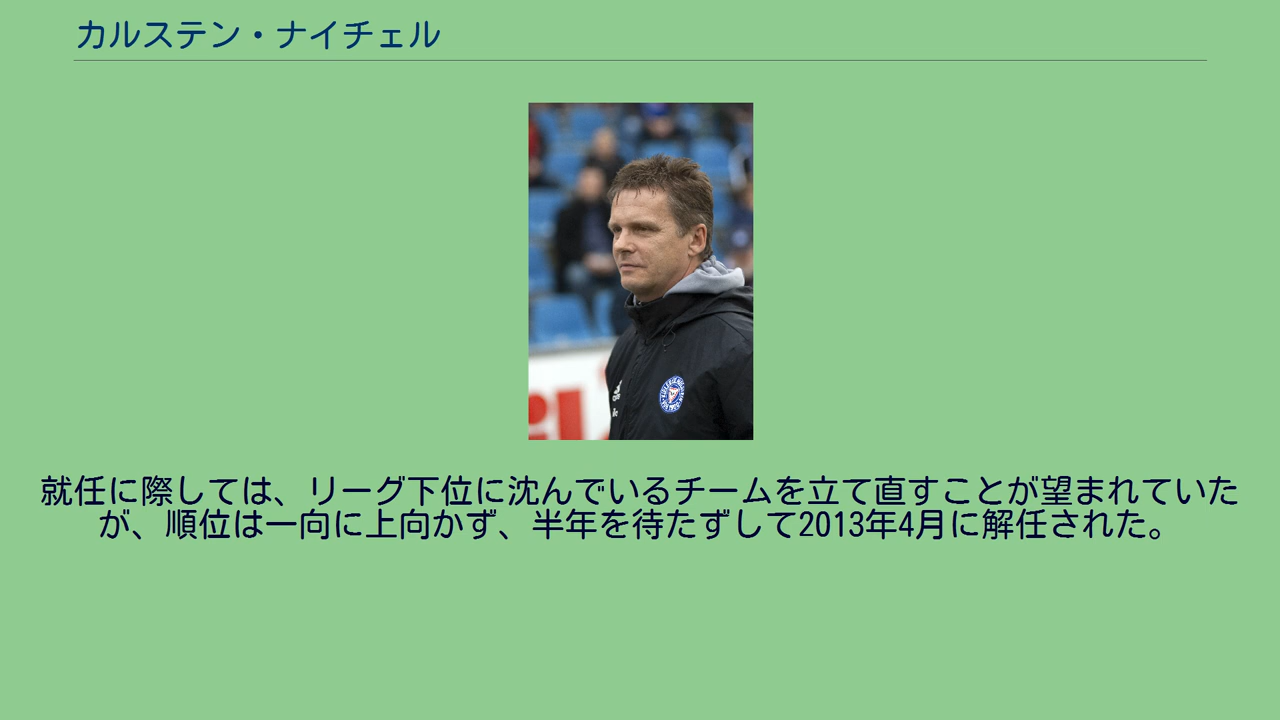 カルステン・ナイチェル
就任に際しては、リーグ下位に沈んでいるチームを立て直すことが望まれていた
が、順位は一向に上向かず、半年を待たずして2013年4月に解任された。